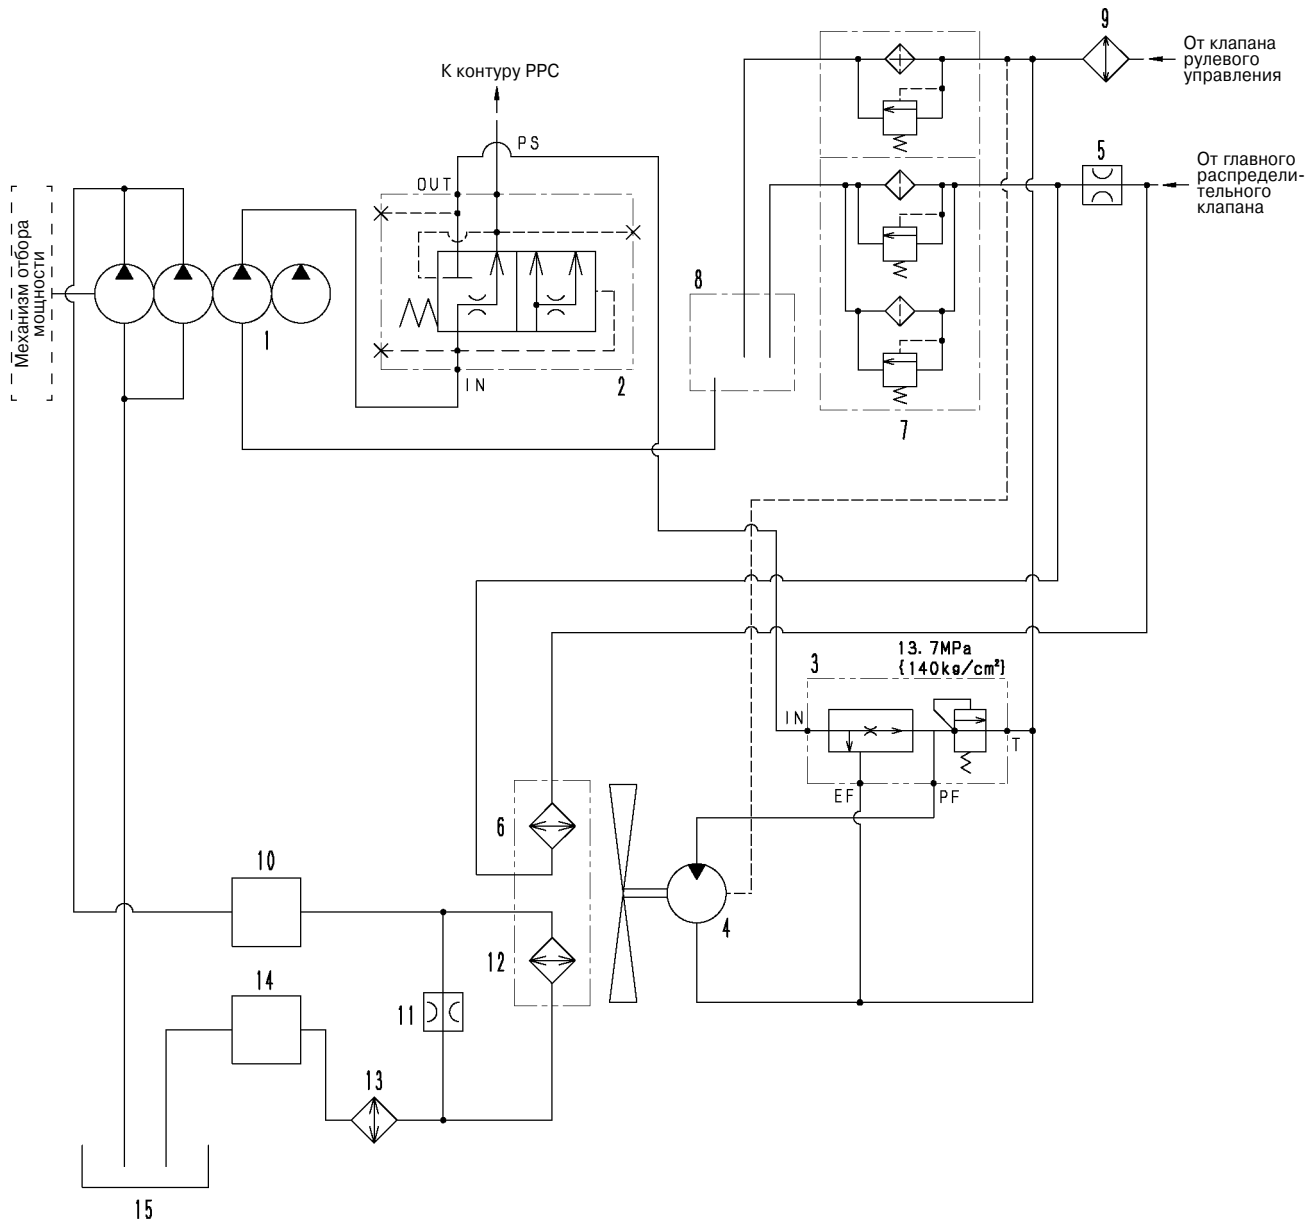 9
От клапана
рулевого
управления
К контуру PPC
PS
5
От главного
распредели-
тельного
клапана
OUT
Механизм отбора
мощности
8
1
IN
2
7
13.7MPa
{140kg/cm²}
3
IN
T
EF
PF
6
10
4
12
14
11
13
15